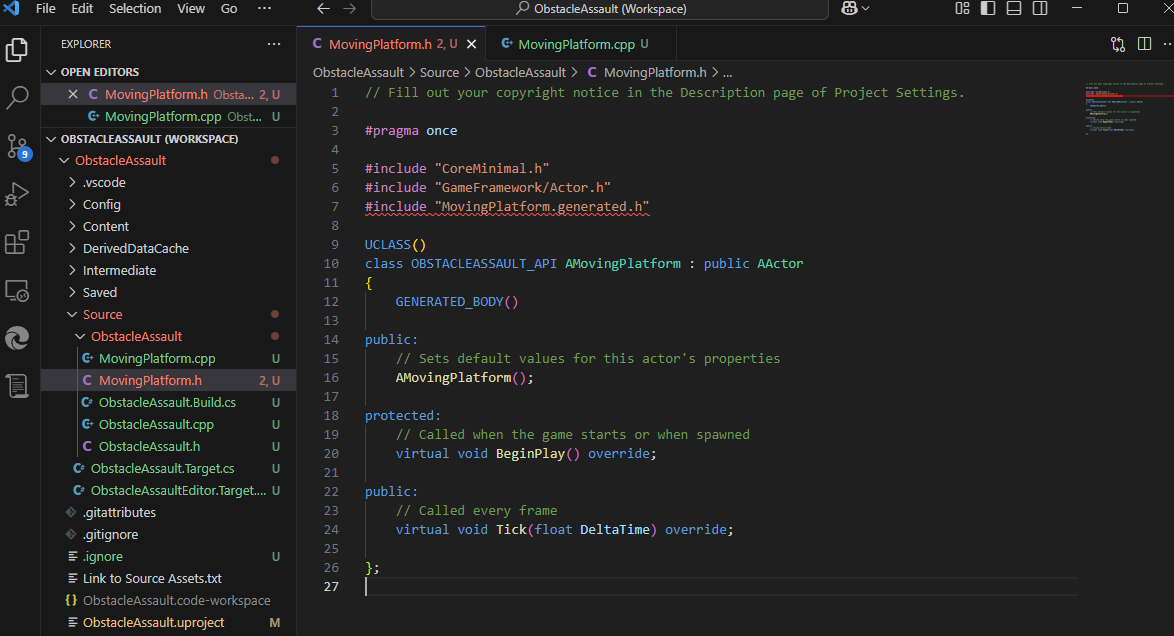 File Edit Selection View Go ··· ObstacleAssault (Workspace)
EXPLORER ···
OPEN EDITORS
MovingPlatform.h Obsta... 2, U
MovingPlatform.cpp Obst... U
OBSTACLEASSAULT (WORKSPACE)
ObstacleAssault
.vscode
Config
Content
DerivedDataCache
Intermediate
Saved
Source
ObstacleAssault
MovingPlatform.cpp U
MovingPlatform.h 2, U
ObstacleAssault.Build.cs U
ObstacleAssault.cpp U
ObstacleAssault.h U
ObstacleAssault.Target.cs U
ObstacleAssaultEditor.Target.... U
.gitattributes
.gitignore
.ignore U
Link to Source Assets.txt
ObstacleAssault.code-workspace
ObstacleAssault.uproject M
9
MovingPlatform.h 2, U MovingPlatform.cpp U
ObstacleAssault > Source > ObstacleAssault > C MovingPlatform.h > ...
1 // Fill out your copyright notice in the Description page of Project Settings.
2
3 #pragma once
4
5 #include "CoreMinimal.h"
6 #include "GameFramework/Actor.h"
7 #include "MovingPlatform.generated.h"
8
9 UCLASS()
10 class OBSTACLEASSAULT_API AMovingPlatform : public AActor
11 {
12 GENERATED_BODY()
13
14 public:
15 // Sets default values for this actor's properties
16 AMovingPlatform();
17
18 protected:
19 // Called when the game starts or when spawned
20 virtual void BeginPlay() override;
21
22 public:
23 // Called every frame
24 virtual void Tick(float DeltaTime) override;
25
26 };
27